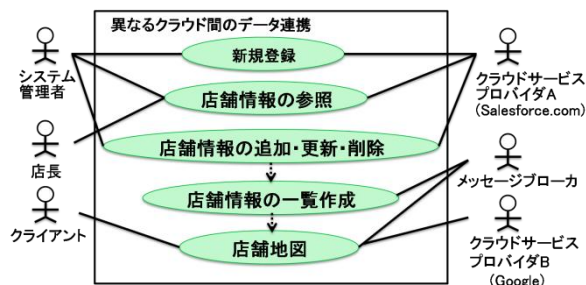 異なるクラウド間のデータ連携
新規登録
システム
管理者
クラウドサービス
プロバイダA
(Salesforce.com)
店舗情報の参照
店舗情報の追加・更新・削除
店長
メッセージブローカ
店舗情報の一覧作成
クライアント
店舗地図
クラウドサービス
プロバイダB
(Google)